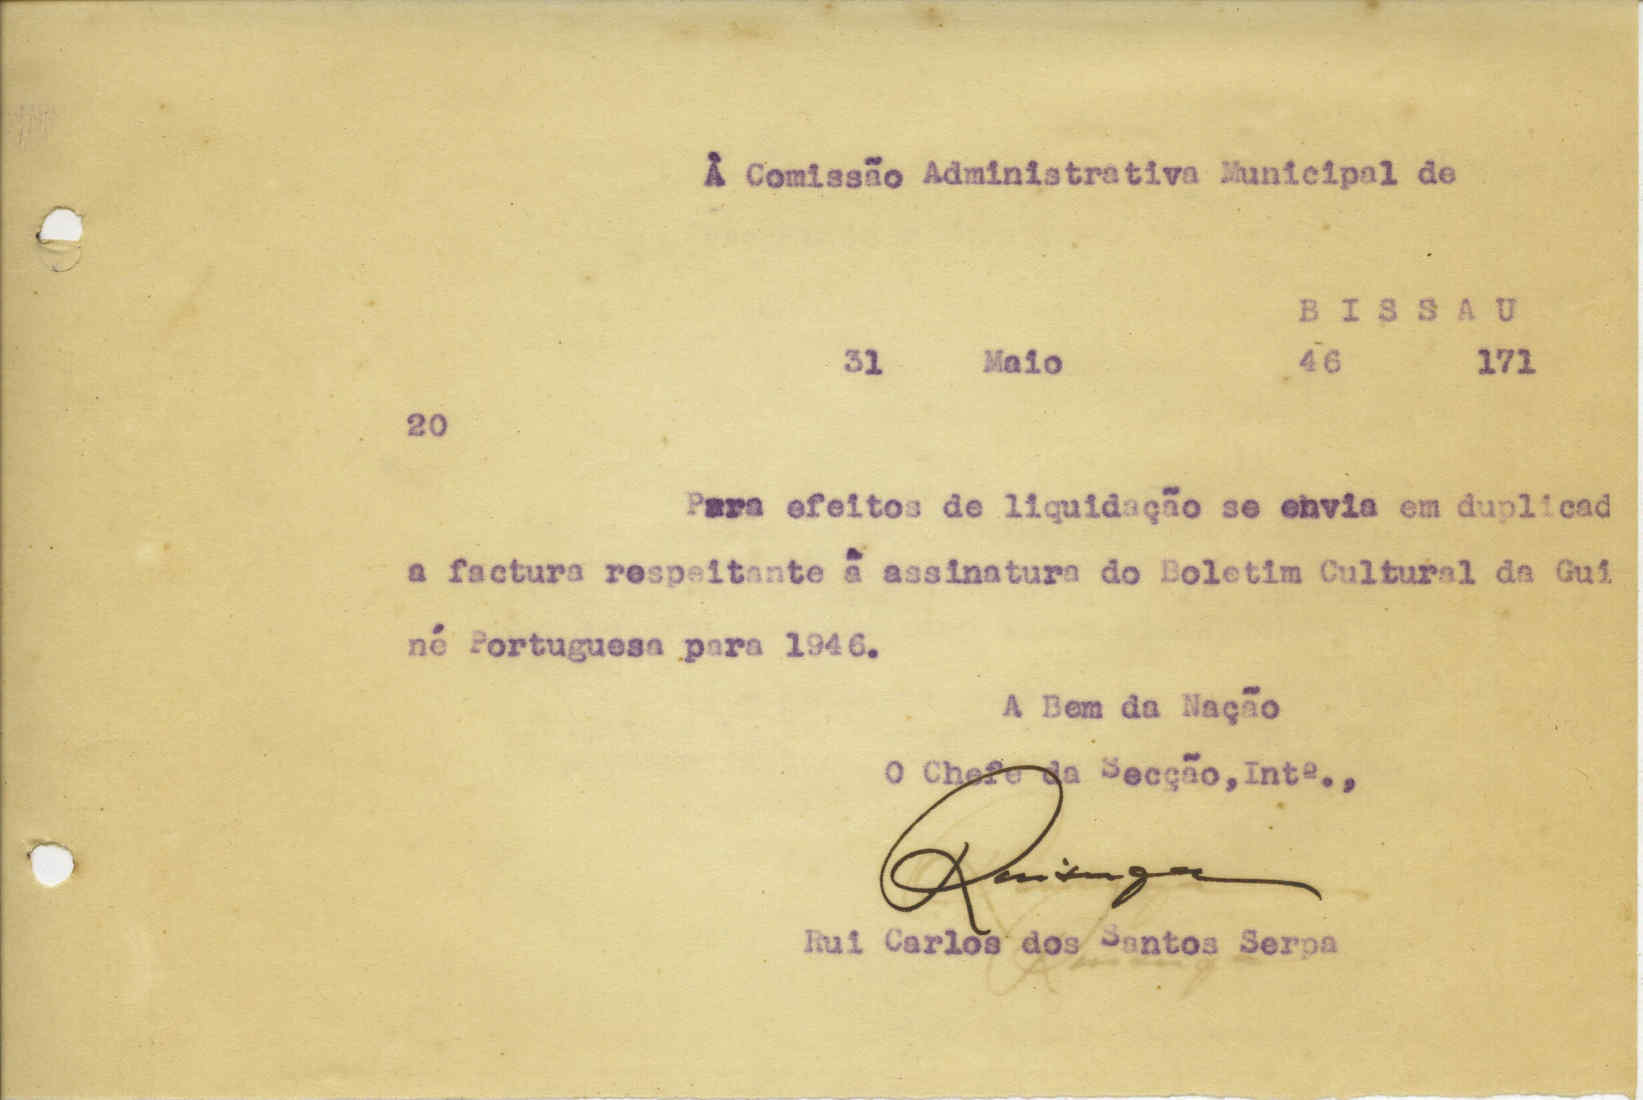 À Comissão Administrativa Municipal de
B I S S A U
31 Maio 46 171
20
Para efeitos de liquidação se envia em duplicad
a factura respeitante à assinatura do Boletim Cultural da Gui
né Portuguesa para 1946.
A Bem da Nação
O Chefe da Secção,Intº.,
Rui Carlos dos Santos Serpa